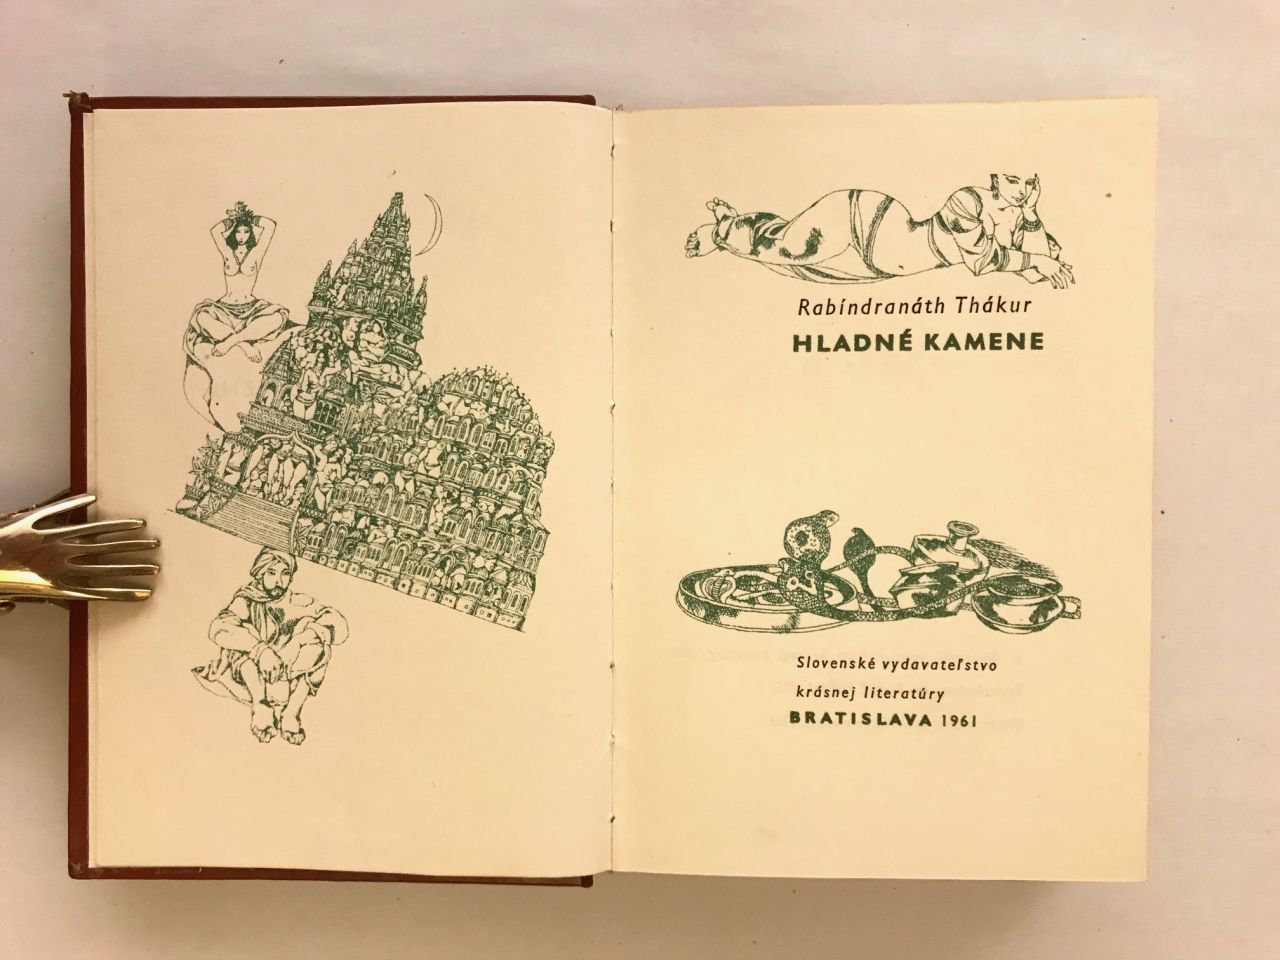 Rabíndranáth Thákur
HLADNÉ KAMENE
Slovenské vydavateľstvo
krásnej literatúry
BRATISLAVA 1961